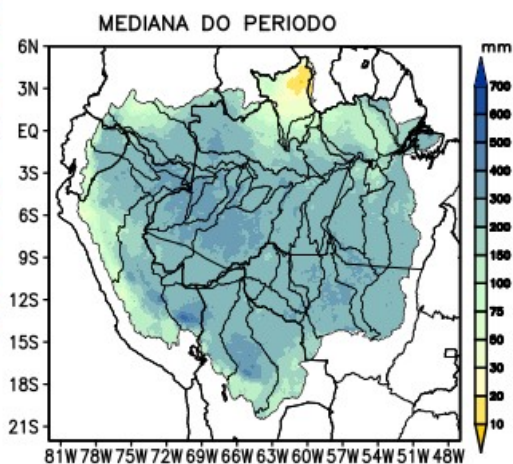 MEDIANA DO PERIODO
mm
6N
3N
EQ
3S
6S
9S
12S
15S
18S
21S
700
600
500
400
300
200
150
100
75
50
30
20
10
81W 78W 75W 72W 69W 66W 63W 60W 57W 54W 51W 48W